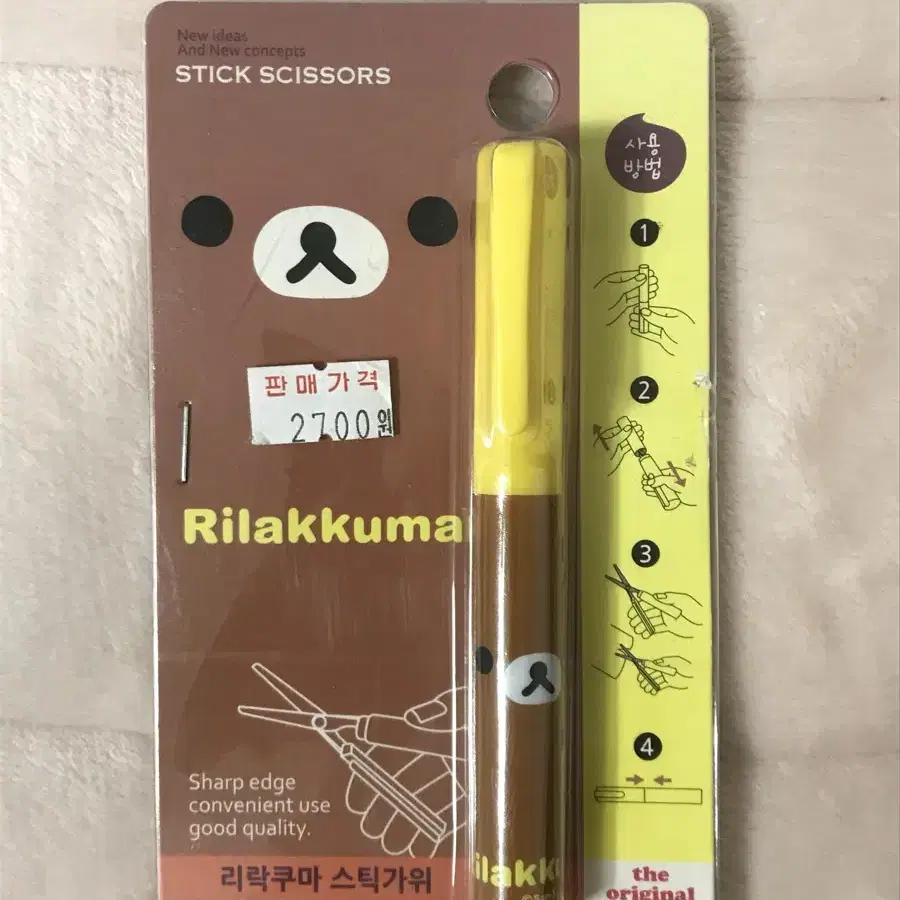 New ideas
And New concepts
STICK SCISSORS
판매가격
2700원
Rilakkuma
Sharp edge
convenient use
good quality.
리락쿠마 스틱가위
사용
방법
1
2
3
4
the
original